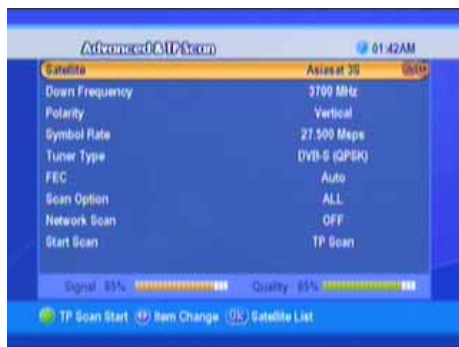 Advanced & TP Scan 01:42AM
Satellite Asiasat 3S
Down Frequency 3700 MHz
Polarity Vertical
Symbol Rate 27.500 Msps
Tuner Type DVB-S (QPSK)
FEC Auto
Scan Option ALL
Network Scan OFF
Start Scan TP Scan
Signal 85% Quality 85%
TP Scan Start Item Change OK Satellite List